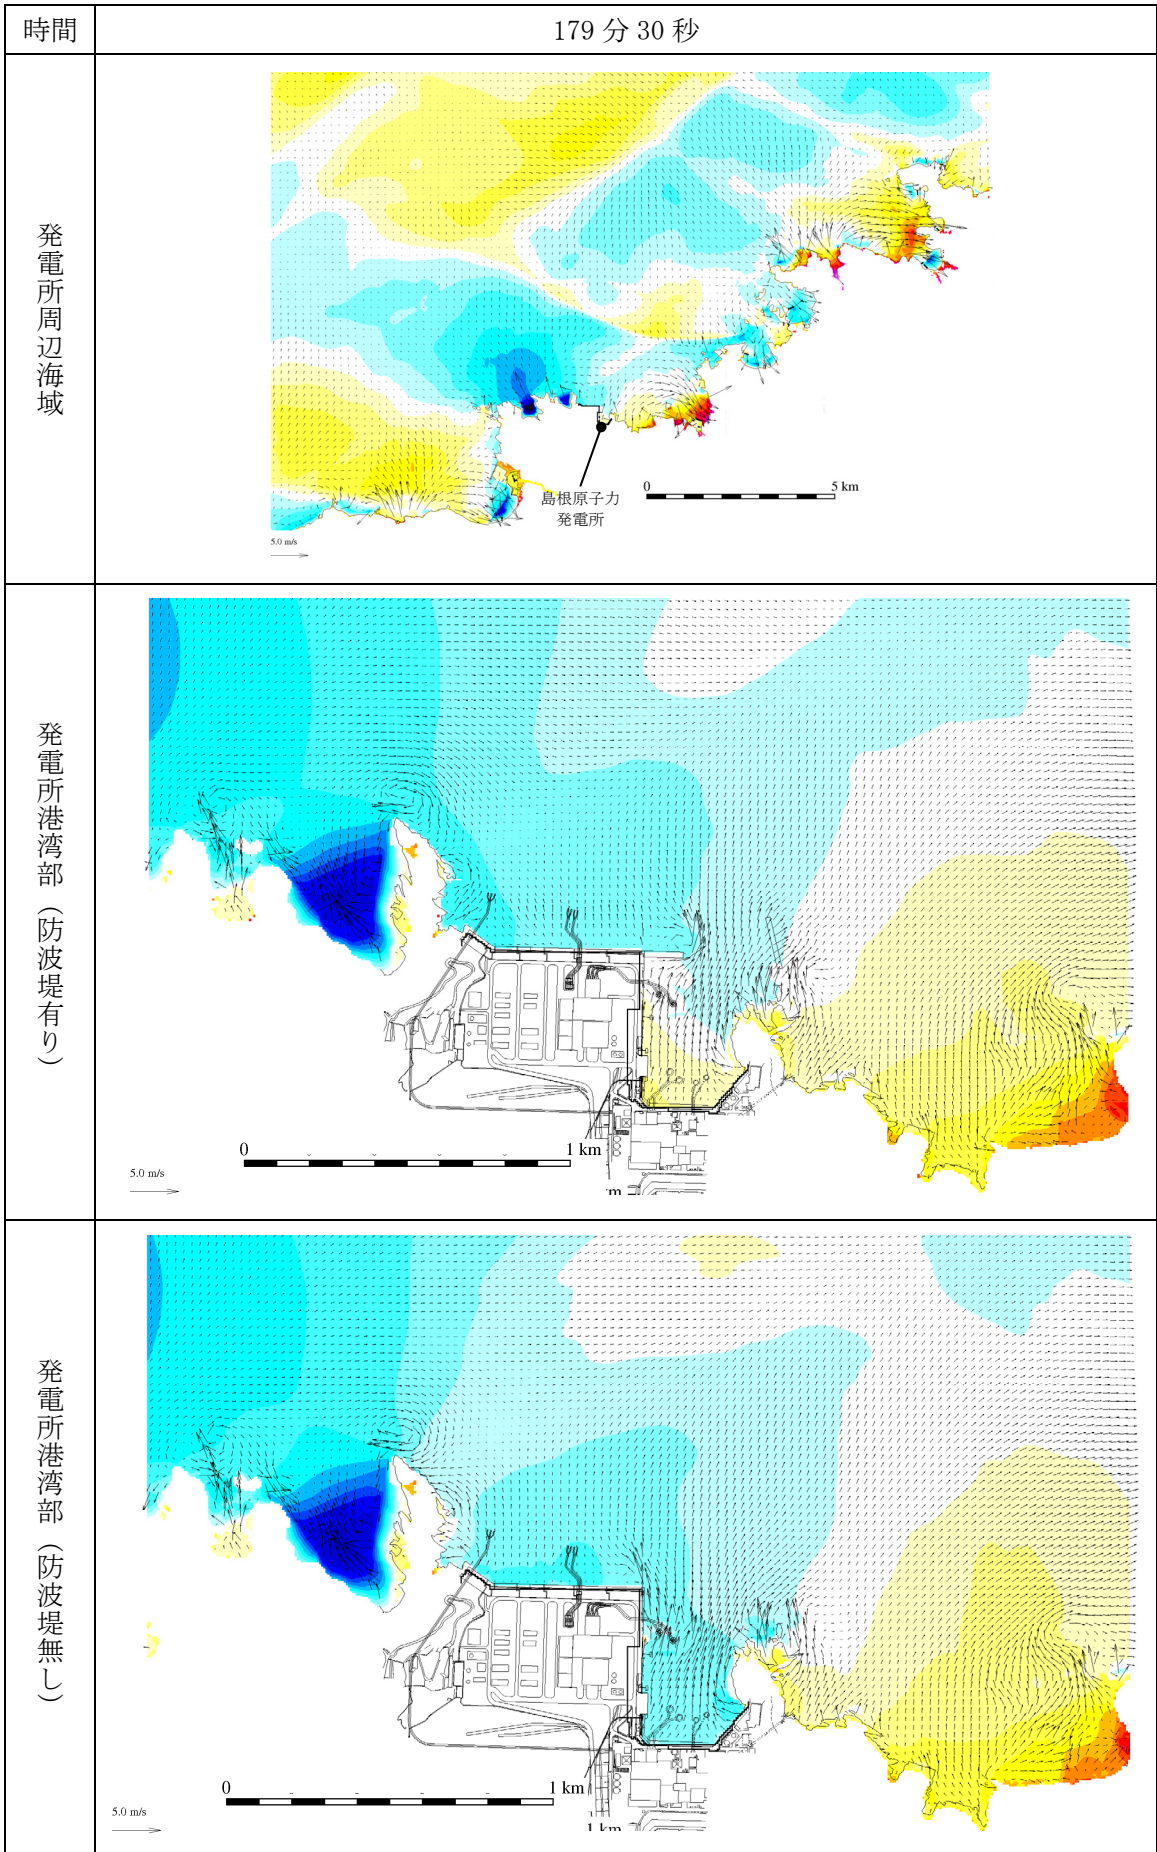 時間
179 分 30 秒
発電所周辺海域
島根原子力
発電所
0
5 km
5.0 m/s
発電所港湾部（防波堤有り）
0
1 km
5.0 m/s
発電所港湾部（防波堤無し）
0
1 km
5.0 m/s
1 km